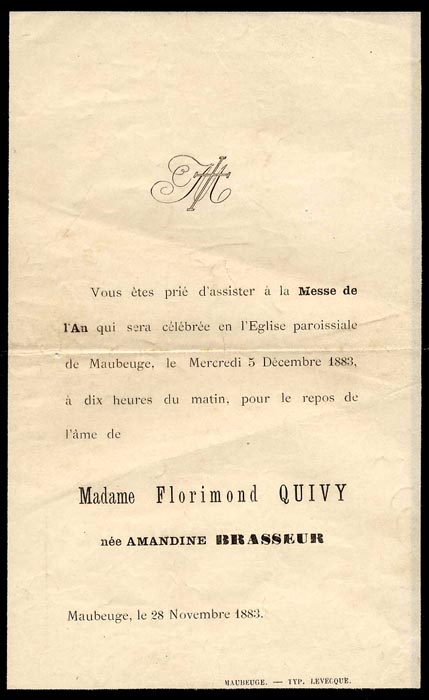 Vous êtes prié d'assister à la Messe de
l'An qui sera célébrée en l'Eglise paroissiale
de Maubeuge, le Mercredi 5 Décembre 1883,
à dix heures du matin, pour le repos de
l'âme de
Madame Florimond QUIVY
née AMANDINE BRASSEUR
Maubeuge, le 28 Novembre 1883.
MAUBEUGE. — TYP. LEVECQUE.